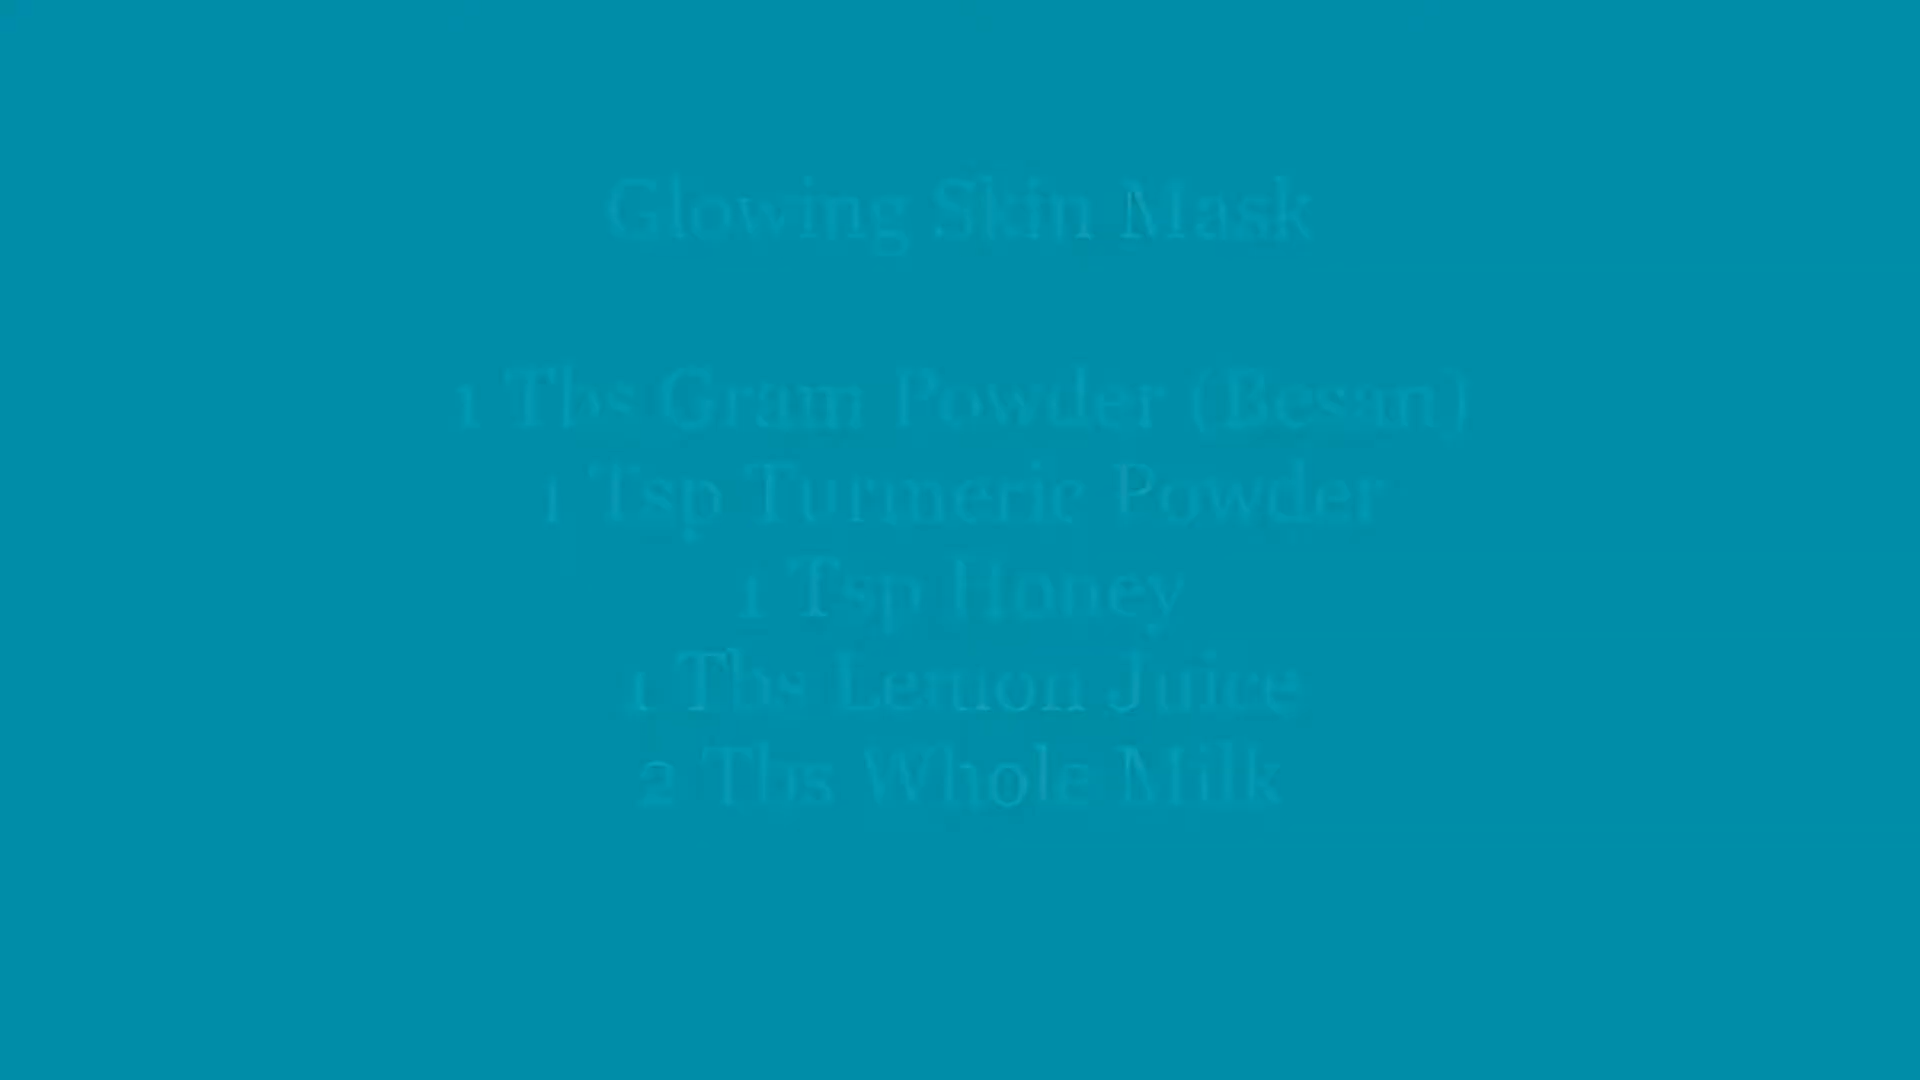 Glowing Skin Mask
1 Tbs Gram Powder (Besan)
1 Tsp Turmeric Powder
1 Tsp Honey
1 Tbs Lemon Juice
2 Tbs Whole Milk